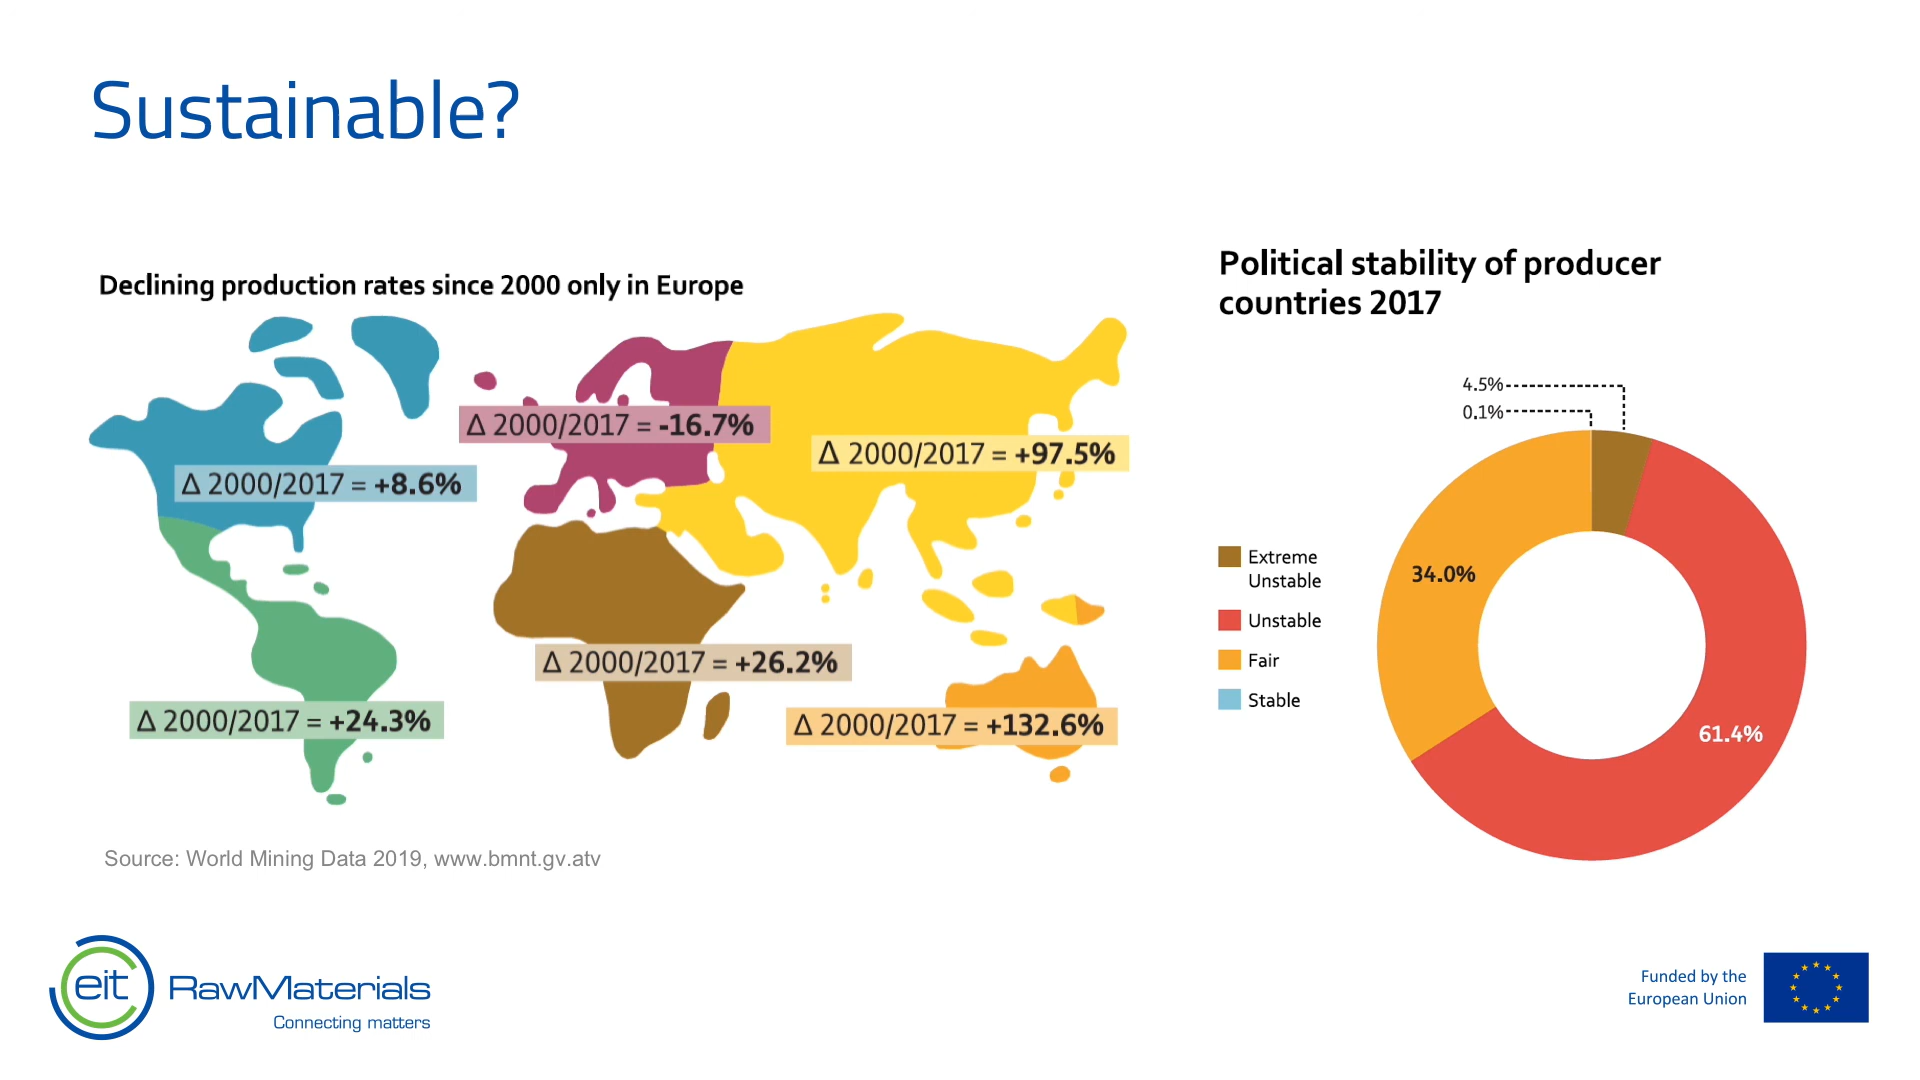 Sustainable?
Declining production rates since 2000 only in Europe
Δ 2000/2017 = -16.7%
Δ 2000/2017 = +97.5%
Δ 2000/2017 = +8.6%
Δ 2000/2017 = +26.2%
Δ 2000/2017 = +24.3%
Δ 2000/2017 = +132.6%
Source: World Mining Data 2019, www.bmnt.gv.atv
Political stability of producer
countries 2017
4.5%
0.1%
34.0%
61.4%
Extreme
Unstable
Unstable
Fair
Stable
eit RawMaterials
Connecting matters
Funded by the
European Union